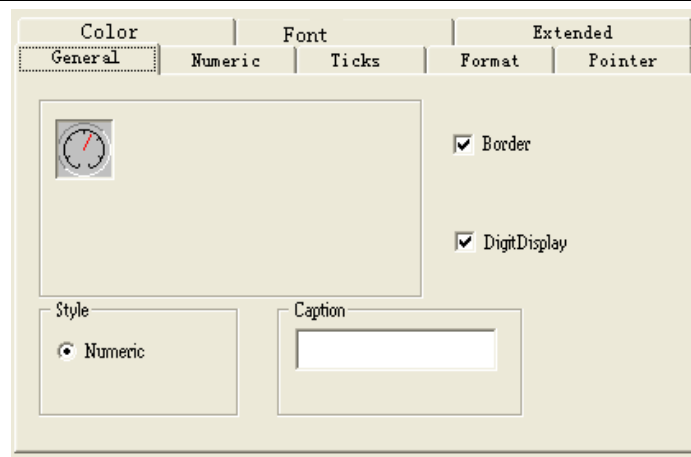 Color Font Extended
General Numeric Ticks Format Pointer
Border
DigitDisplay
Style Caption
Numeric